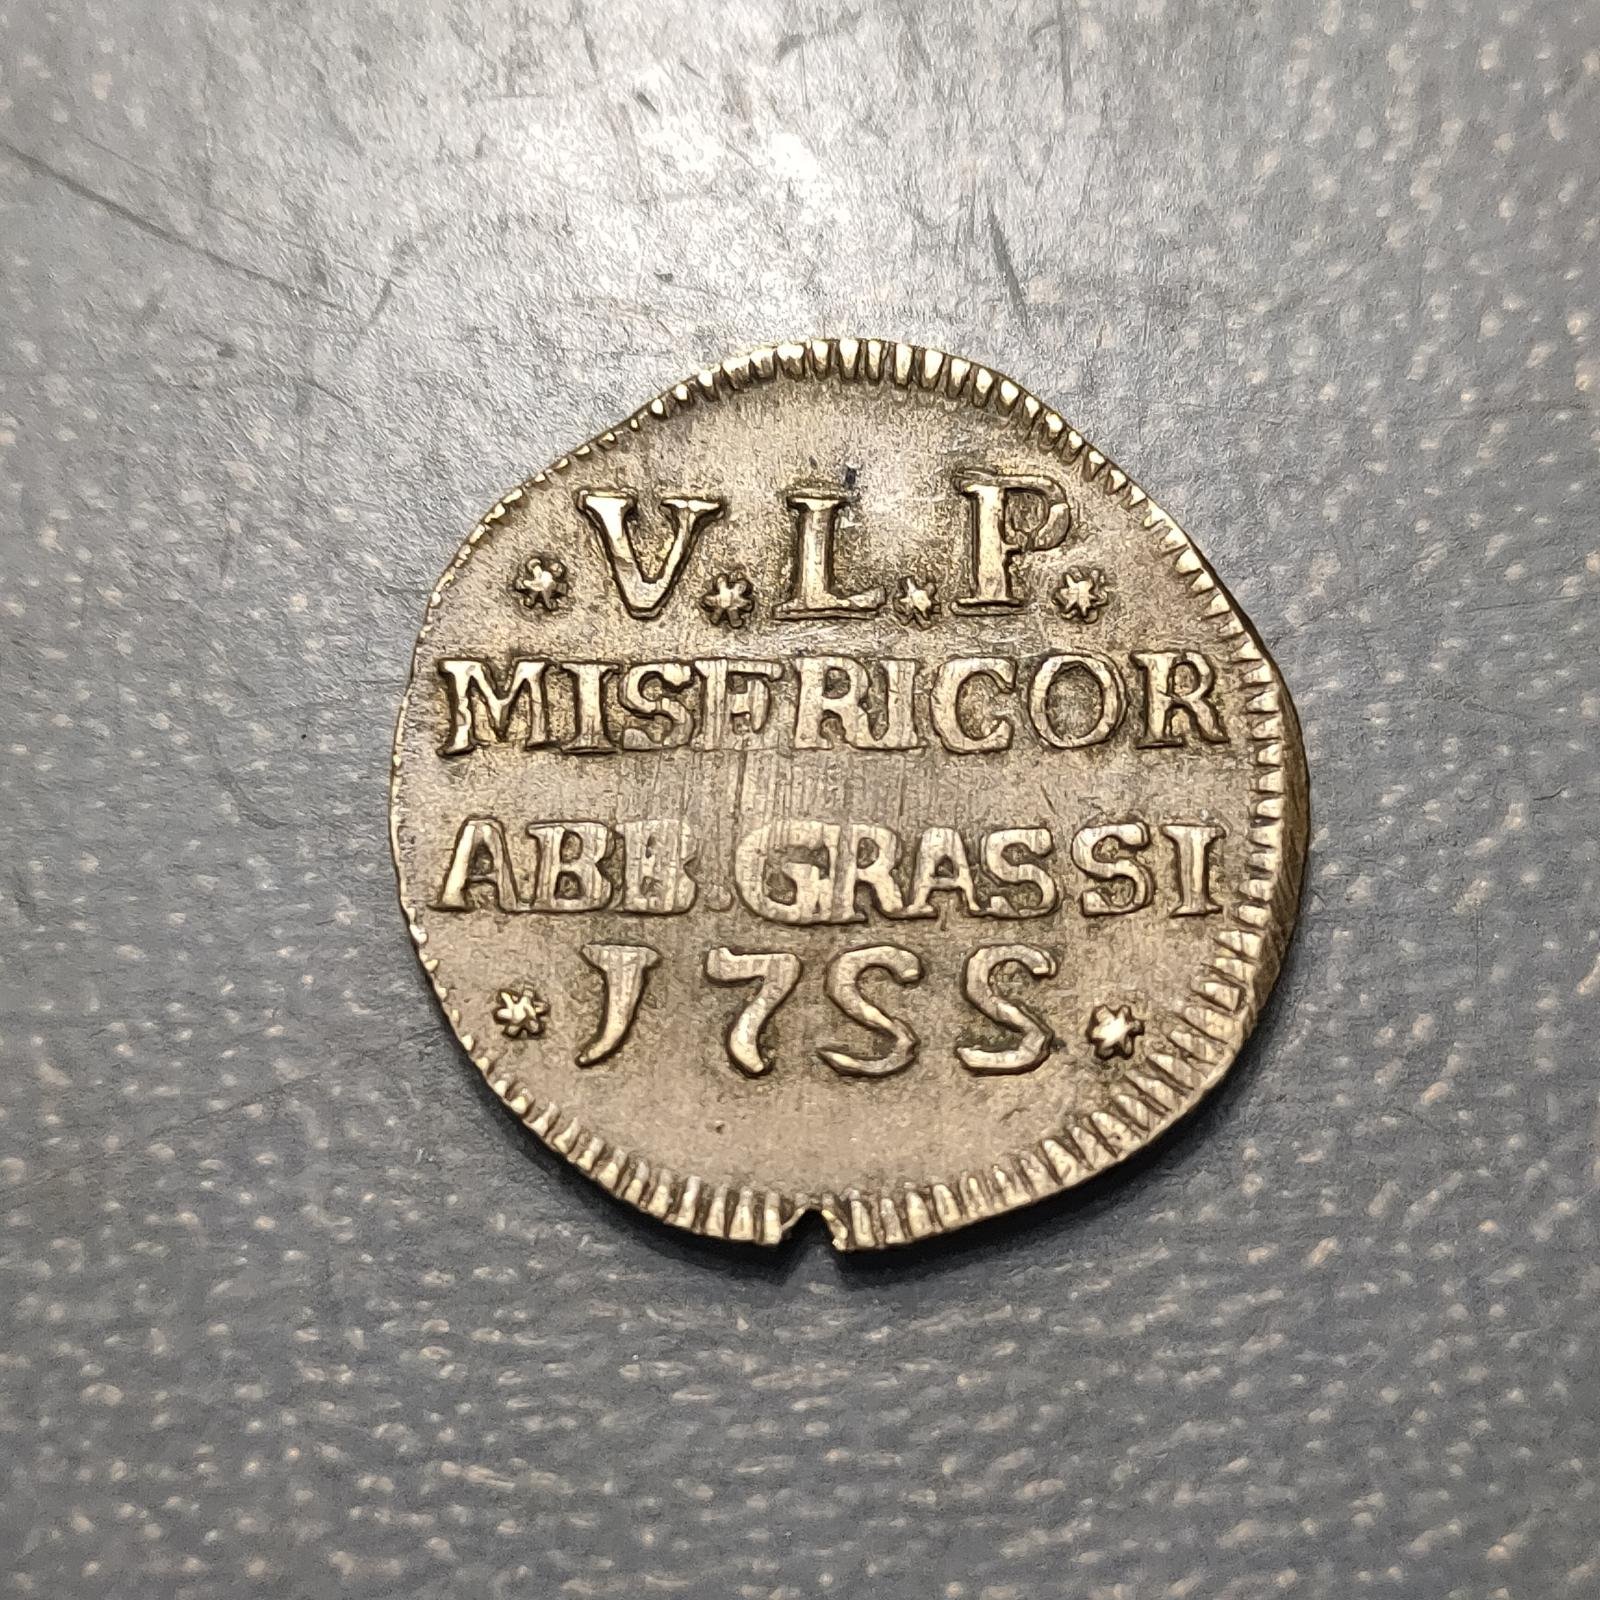 * V * L * P *
MISERICOR
ABB. GRASSI
* 1755 *